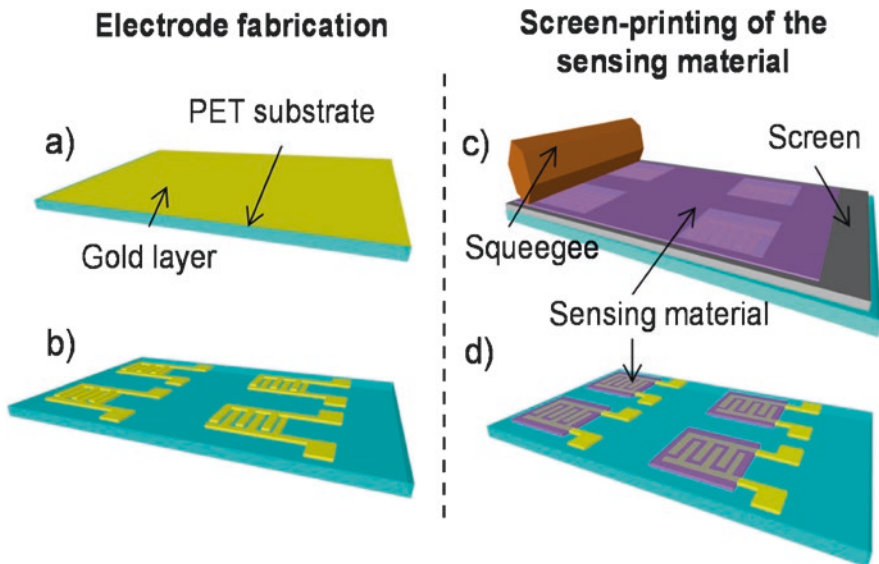 Electrode fabrication
PET substrate
a)
Gold layer
b)
Screen-printing of the
sensing material
c)
Screen
Squeegee
Sensing material
d)